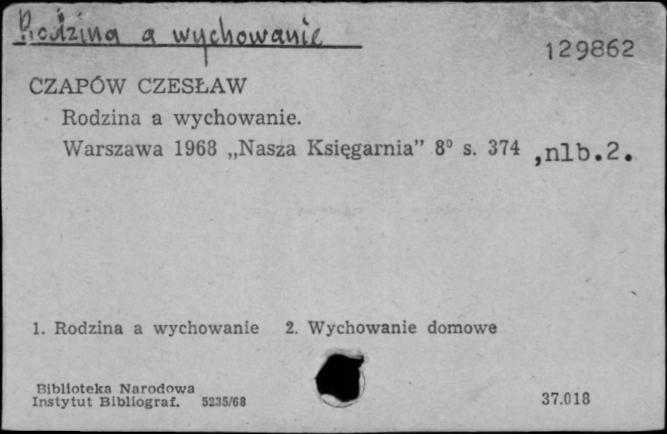 Rodzina a wychowanie
129862
CZAPÓW CZESŁAW
Rodzina a wychowanie.
Warszawa 1968 „Nasza Księgarnia” 8° s. 374 ,nlb.2.
1. Rodzina a wychowanie 2. Wychowanie domowe
Biblioteka Narodowa
Instytut Bibliograf. 5235/68
37.018